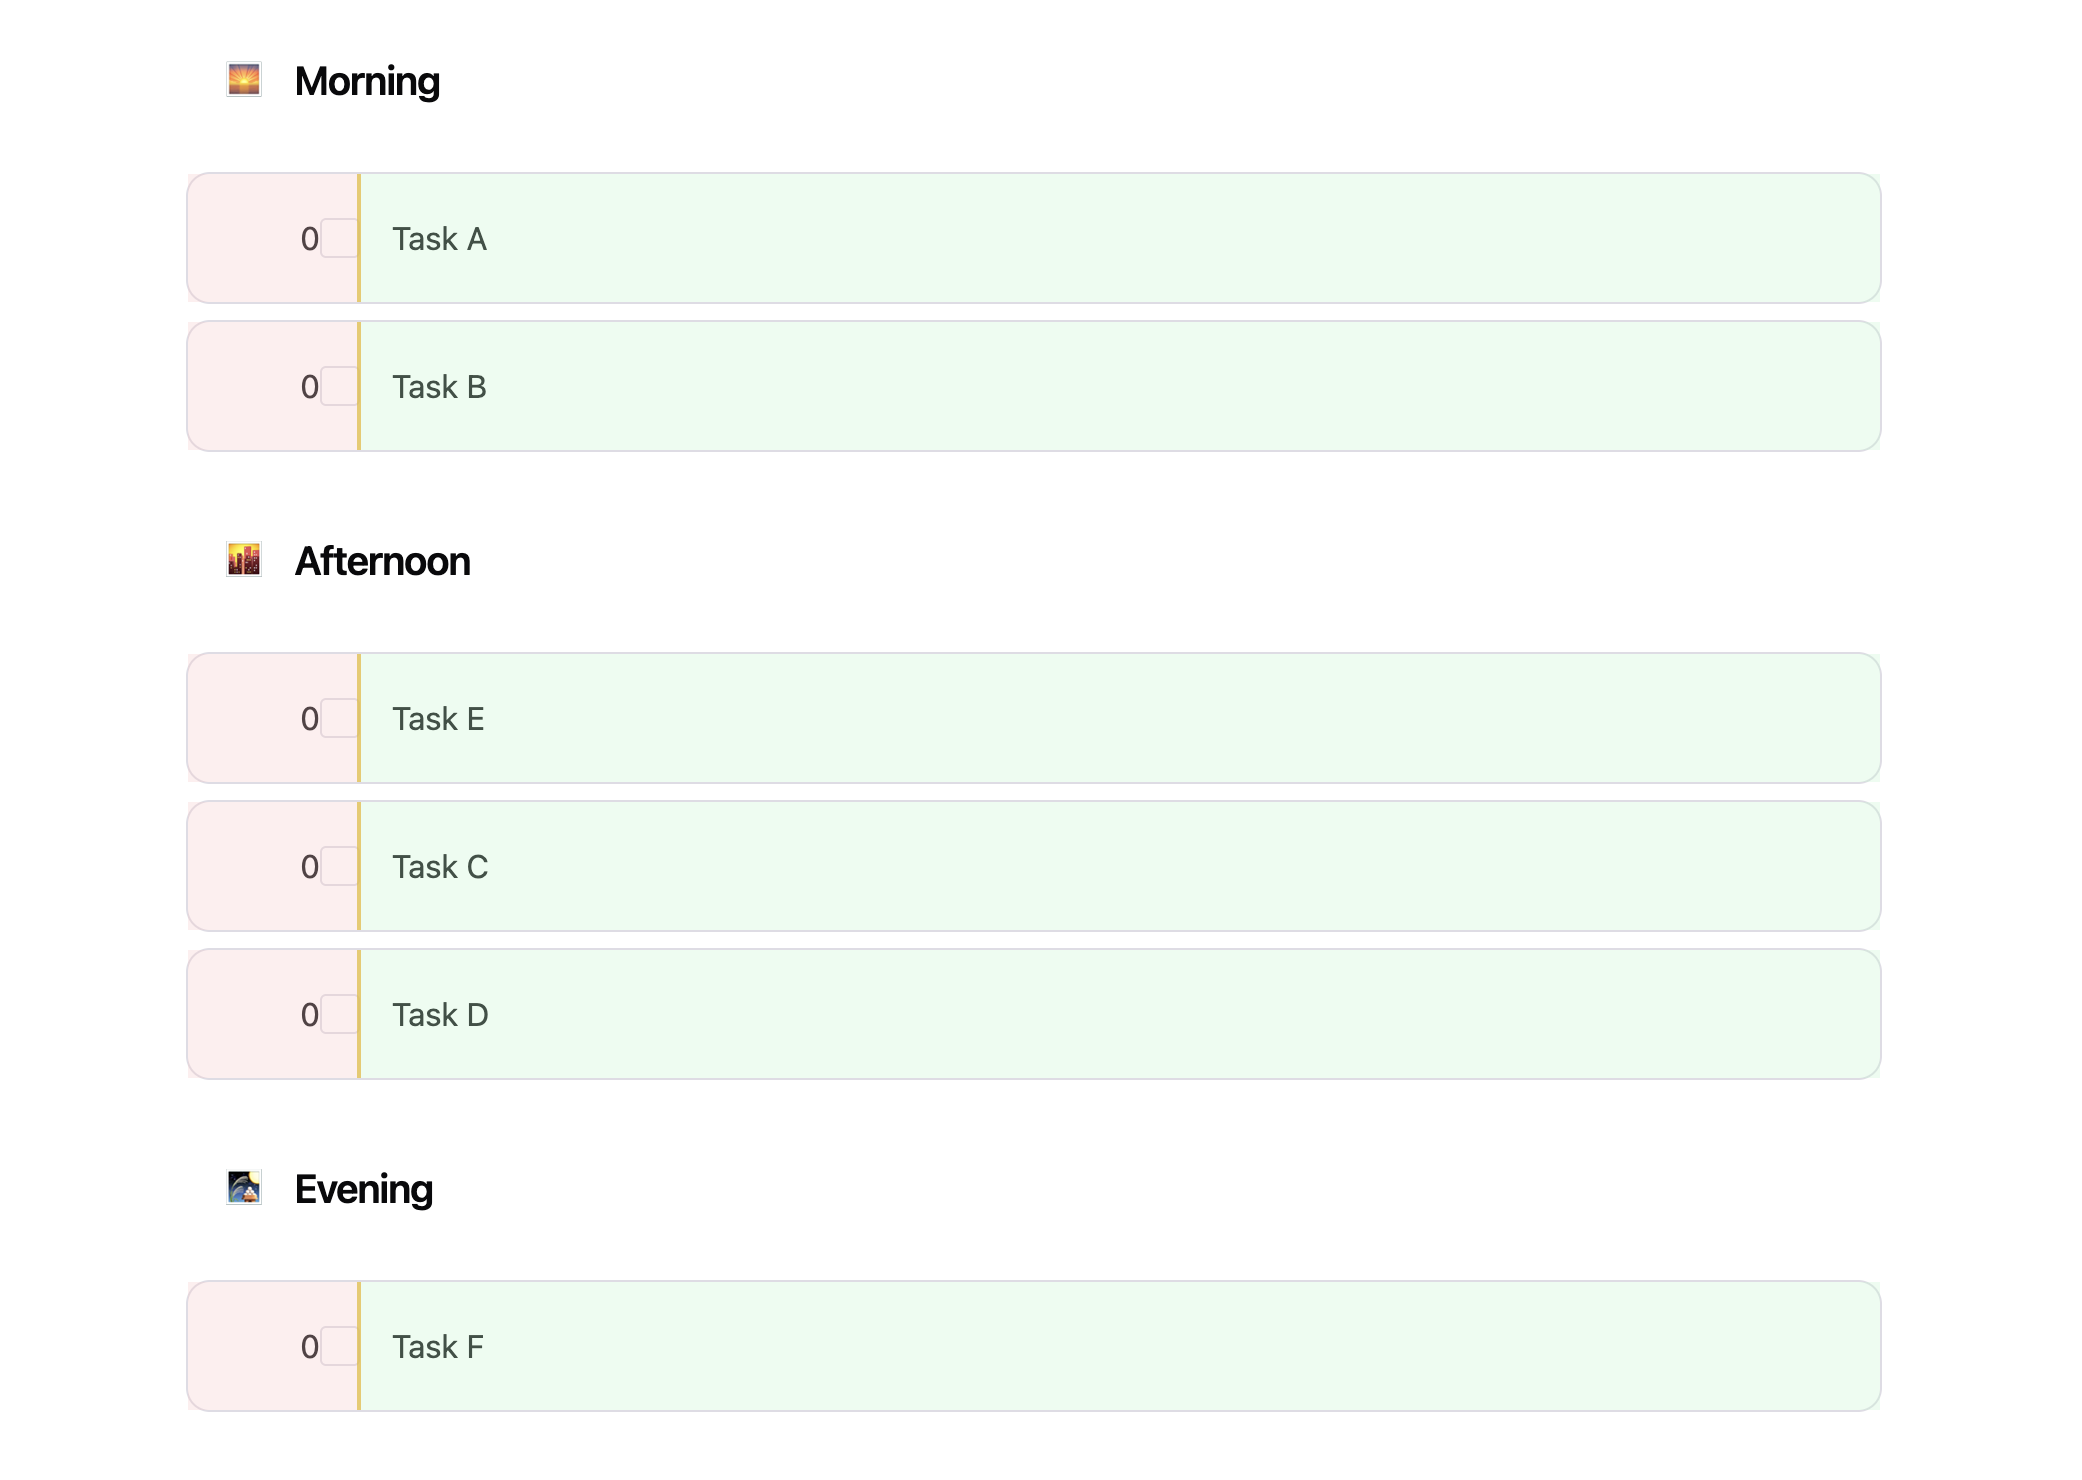 Morning
0 Task A
0 Task B
Afternoon
0 Task E
0 Task C
0 Task D
Evening
0 Task F